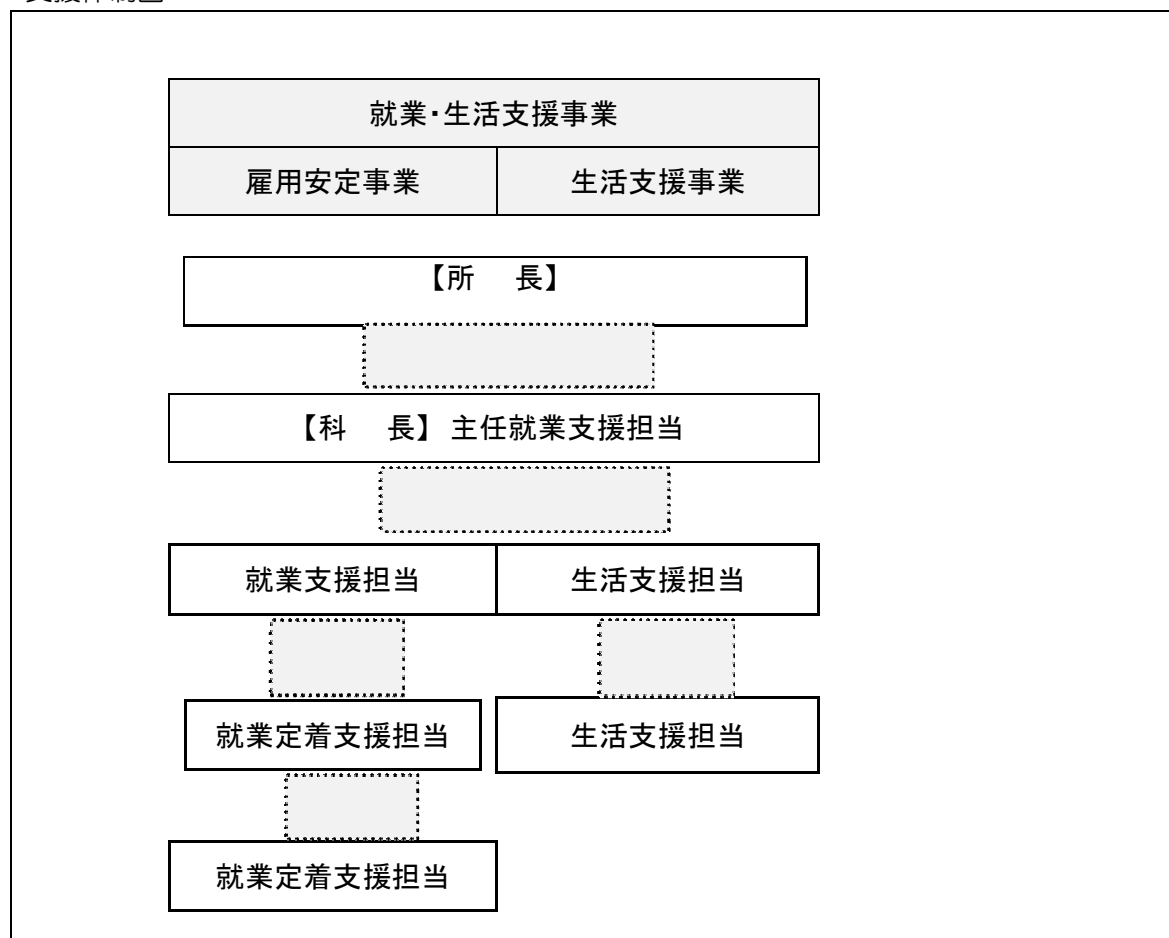 就業・生活支援事業
雇用安定事業 生活支援事業
【所 長】
【科 長】 主任就業支援担当
就業支援担当 生活支援担当
就業定着支援担当 生活支援担当
就業定着支援担当